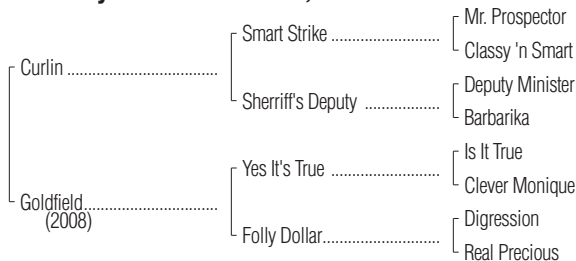 Mr. Prospector
Smart Strike ..............................
Classy 'n Smart
Curlin .........................................
Deputy Minister
Sherriff's Deputy ....................
Barbarika
Is It True
Yes It's True .............................
Clever Monique
Goldfield....................................
(2008)
Digression
Folly Dollar................................
Real Precious